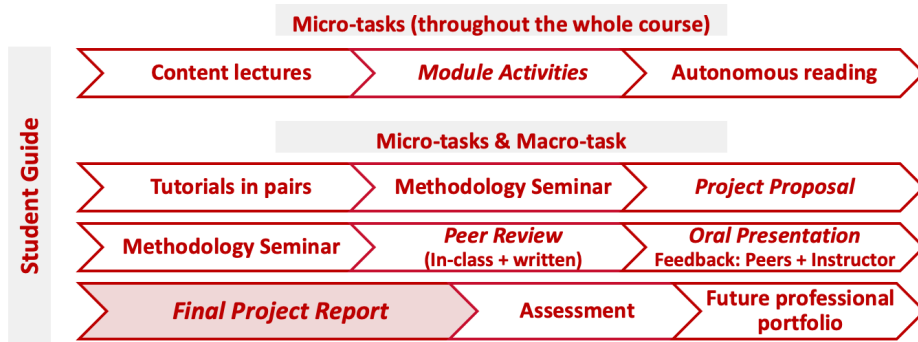 Student Guide
Micro-tasks (throughout the whole course)
Content lectures
Module Activities
Autonomous reading
Micro-tasks & Macro-task
Tutorials in pairs
Methodology Seminar
Project Proposal
Methodology Seminar
Peer Review
(In-class + written)
Oral Presentation
Feedback: Peers + Instructor
Final Project Report
Assessment
Future professional
portfolio